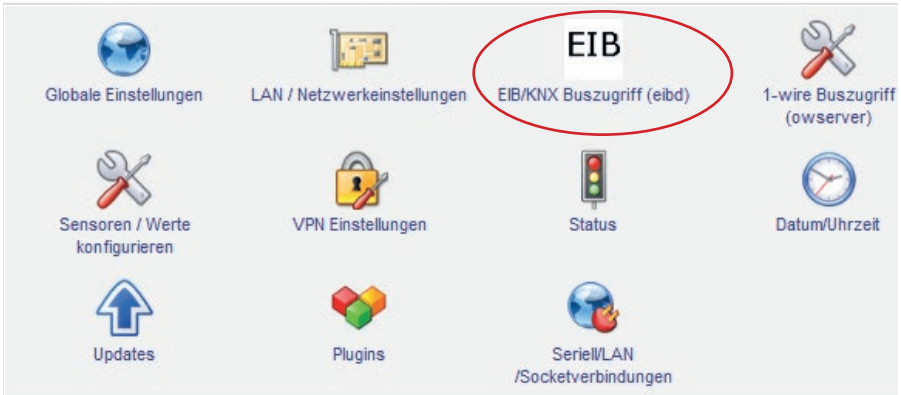 EIB
Globale Einstellungen
LAN / Netzwerkeinstellungen
EIB/KNX Buszugriff (eibd)
1-wire Buszugriff
(owserver)
Sensoren / Werte
konfigurieren
VPN Einstellungen
Status
Datum/Uhrzeit
Updates
Plugins
Seriell/LAN
/Socketverbindungen